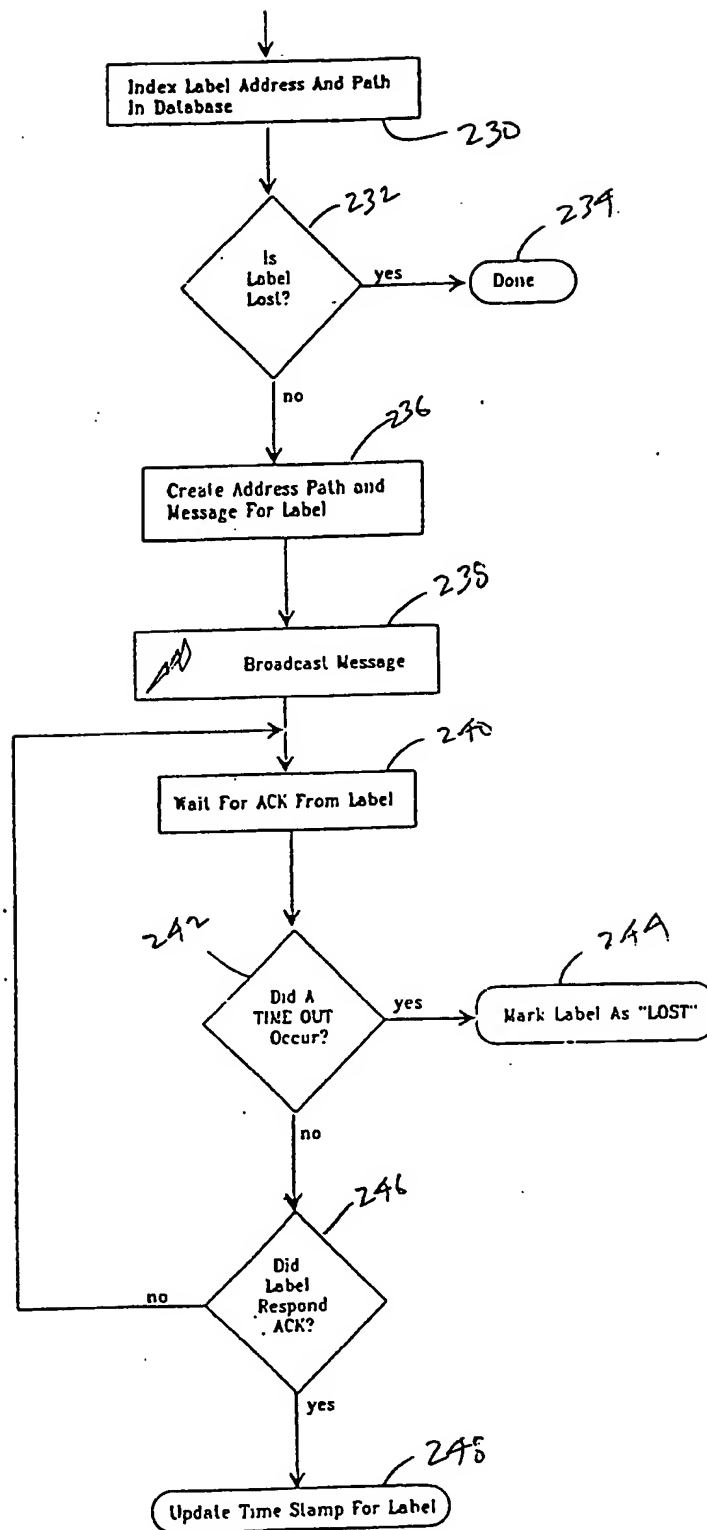 Index Label Address And Path
In Database
230
232
234
Is
Label
Lost?
yes
Done
no
236
Create Address Path and
Message For Label
238
Broadcast Message
240
Wait For ACK From Label
242
244
Did A
TIME OUT
Occur?
yes
Mark Label As "LOST"
no
246
Did
Label
Respond
ACK?
no
yes
248
Update Time Stamp For Label